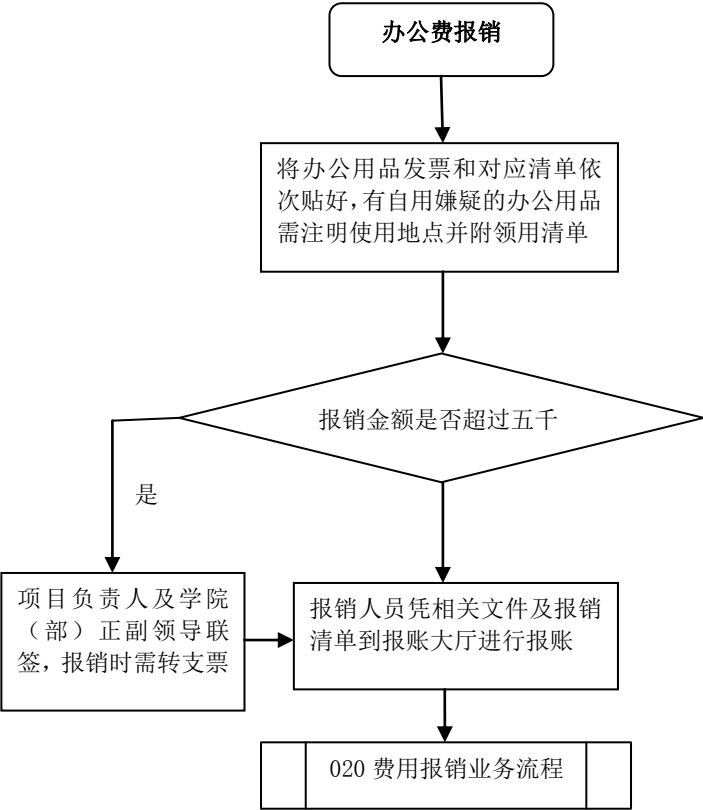 办公费报销
将办公用品发票和对应清单依
次贴好，有自用嫌疑的办公用品
需注明使用地点并附领用清单
报销金额是否超过五千
是
项目负责人及学院
（部）正副领导联
签，报销时需转支票
报销人员凭相关文件及报销
清单到报账大厅进行报账
020 费用报销业务流程